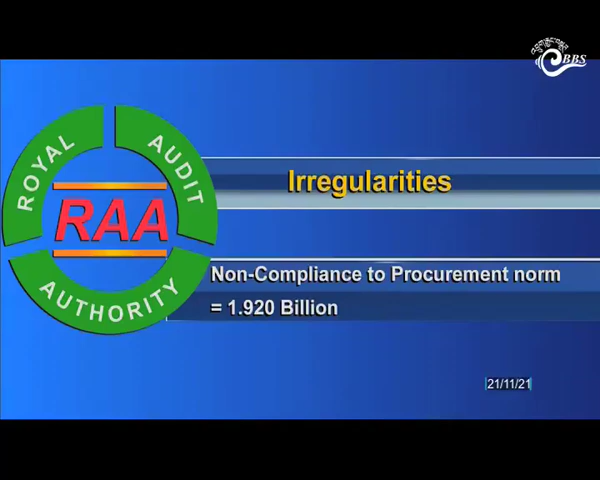 BBS
ROYAL AUDIT AUTHORITY
RAA
Irregularities
Non-Compliance to Procurement norm
= 1.920 Billion
21/11/21